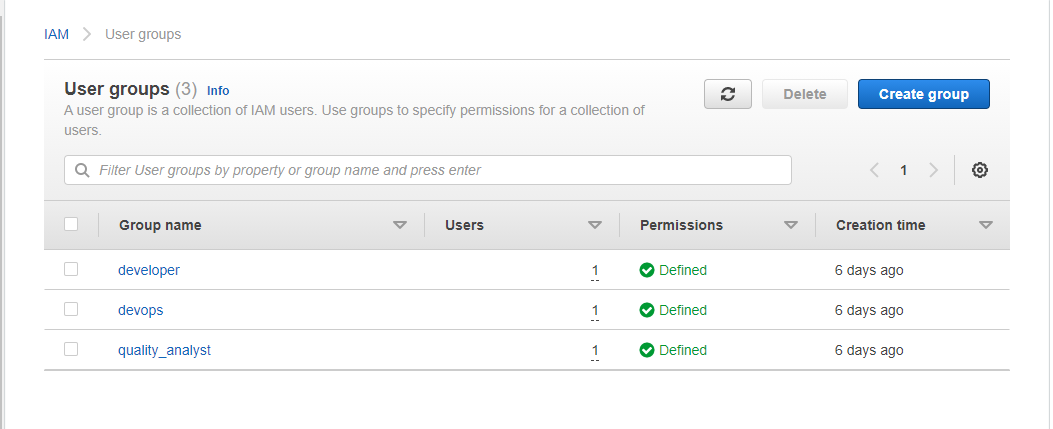 IAM > User groups
User groups (3) Info
Delete
Create group
A user group is a collection of IAM users. Use groups to specify permissions for a collection of
users.
Filter User groups by property or group name and press enter
1
Group name Users Permissions Creation time
developer 1 Defined 6 days ago
devops 1 Defined 6 days ago
quality_analyst 1 Defined 6 days ago